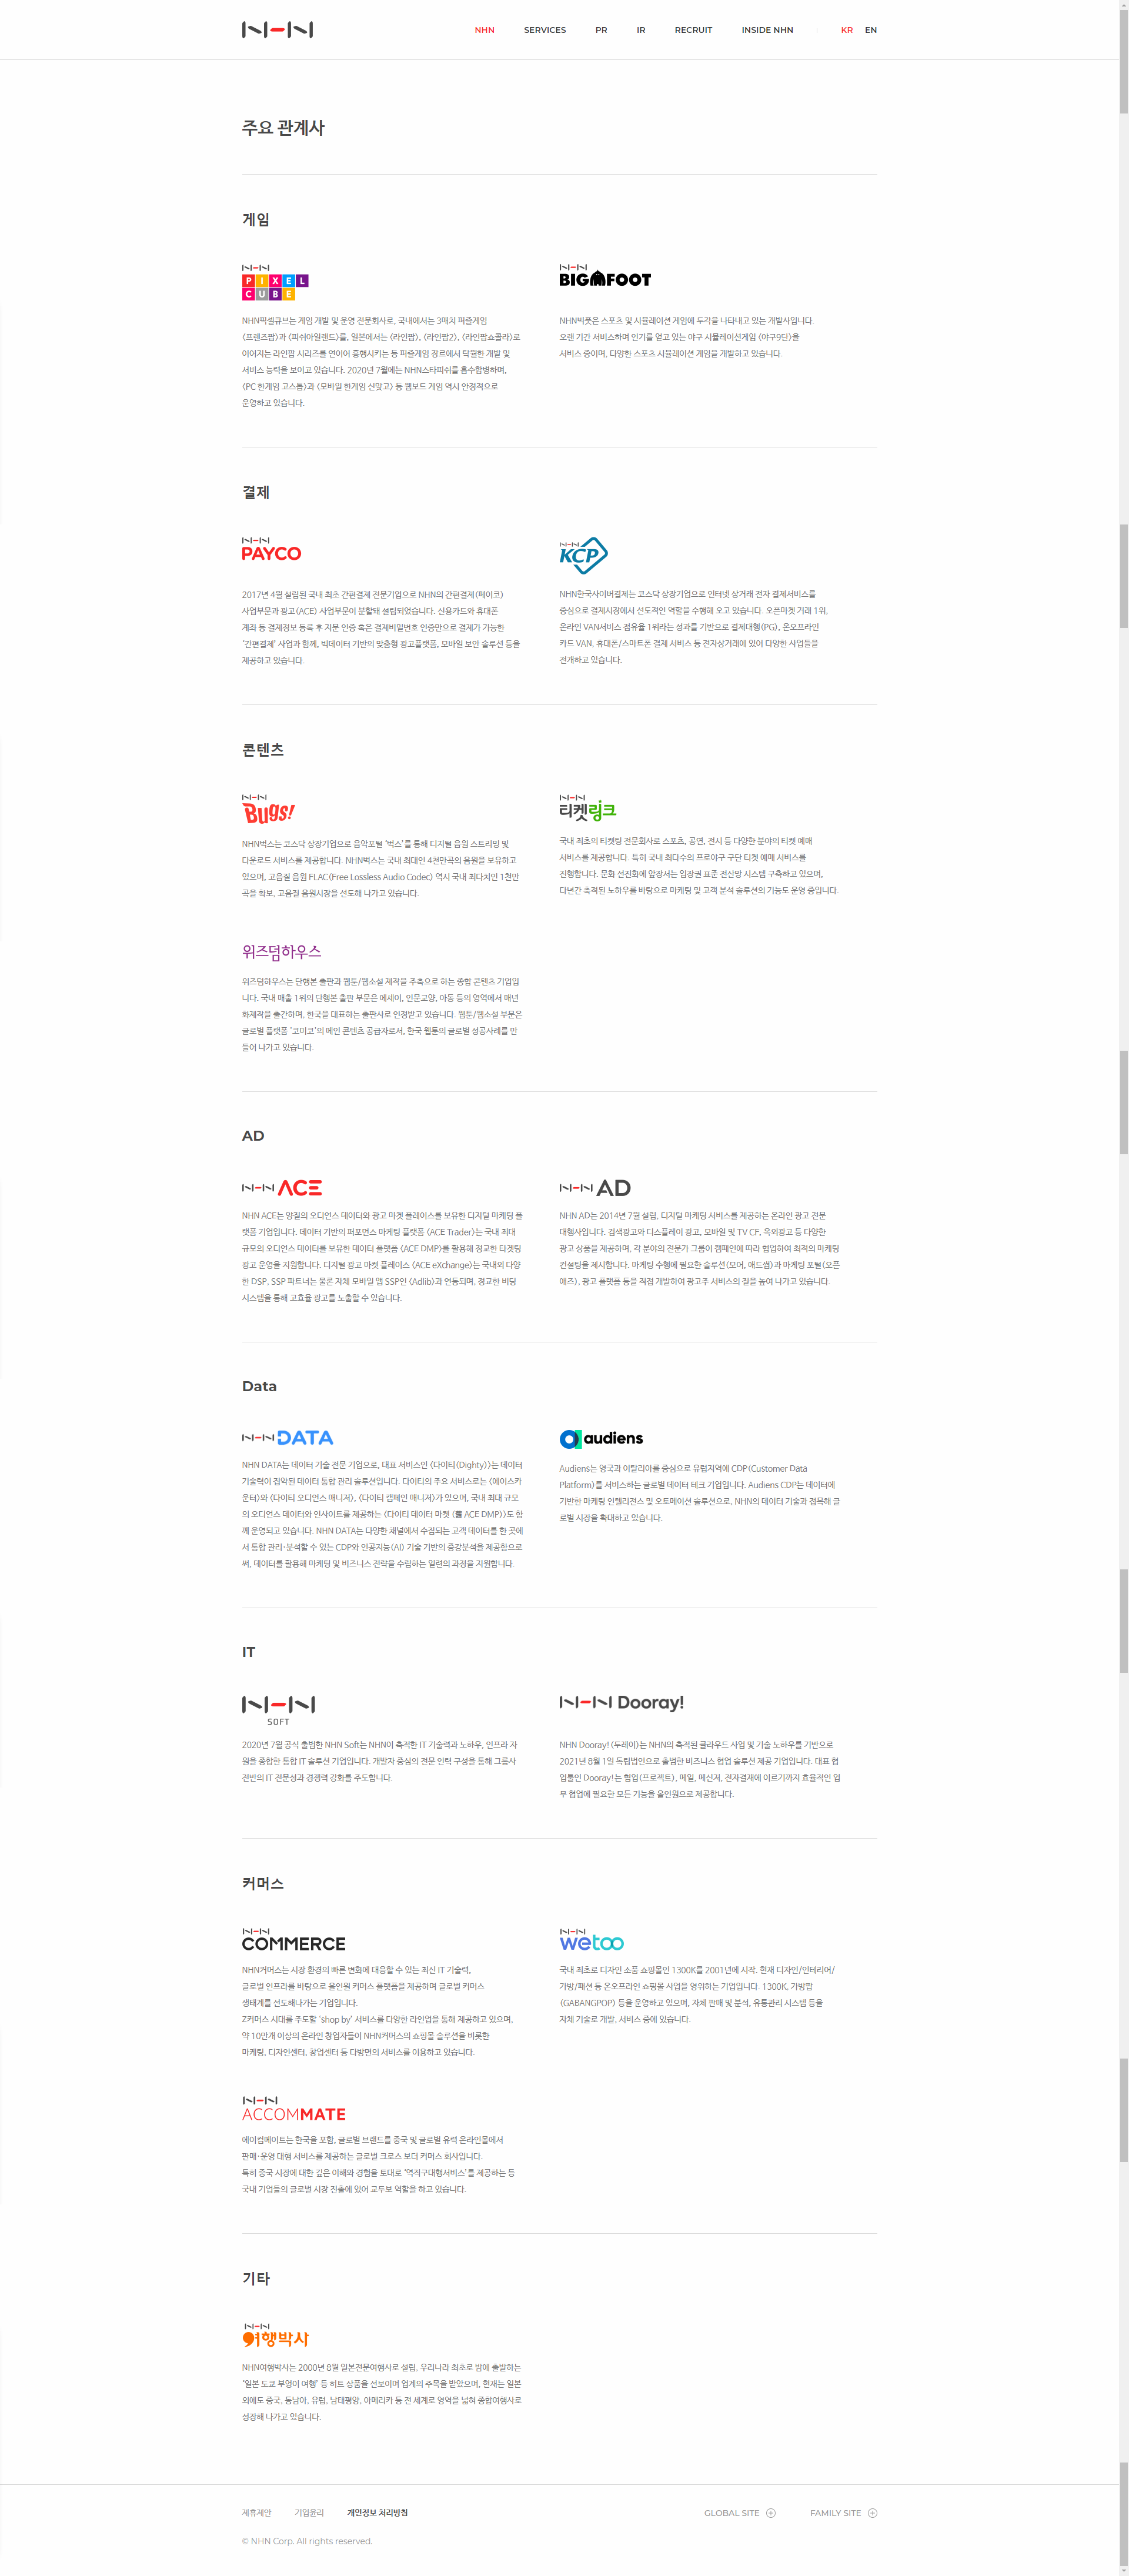 NHN
NHN SERVICES PR IR RECRUIT INSIDE NHN KR EN
주요 관계사
게임
NHN
PIXEL
CUBE
NHN픽셀큐브는 게임 개발 및 운영 전문회사로, 국내에서는 3매치 퍼즐게임
<프렌즈팝>과 <피쉬아일랜드>를, 일본에서는 <라인팝>, <라인팝2>, <라인팝쇼콜라>로
이어지는 라인팝 시리즈를 연이어 흥행시키는 등 퍼즐게임 장르에서 탁월한 개발 및
서비스 능력을 보이고 있습니다. 2020년 7월에는 NHN스타피쉬를 흡수합병하며,
<PC 한게임 고스톱>과 <모바일 한게임 신맞고> 등 웹보드 게임 역시 안정적으로
운영하고 있습니다.
NHN
BIGFOOT
NHN빅풋은 스포츠 및 시뮬레이션 게임에 두각을 나타내고 있는 개발사입니다.
오랜 기간 서비스하며 인기를 얻고 있는 야구 시뮬레이션게임 <야구9단>을
서비스 중이며, 다양한 스포츠 시뮬레이션 게임을 개발하고 있습니다.
결제
NHN
PAYCO
2017년 4월 설립된 국내 최초 간편결제 전문기업으로 NHN의 간편결제(페이코)
사업부문과 광고(ACE) 사업부문이 분할돼 설립되었습니다. 신용카드와 휴대폰
계좌 등 결제정보 등록 후 지문 인증 혹은 결제비밀번호 인증만으로 결제가 가능한
'간편결제' 사업과 함께, 빅데이터 기반의 맞춤형 광고플랫폼, 모바일 보안 솔루션 등을
제공하고 있습니다.
NHN
KCP
NHN한국사이버결제는 코스닥 상장기업으로 인터넷 상거래 전자 결제서비스를
중심으로 결제시장에서 선도적인 역할을 수행해 오고 있습니다. 오픈마켓 거래 1위,
온라인 VAN서비스 점유율 1위라는 성과를 기반으로 결제대행(PG), 온오프라인
카드 VAN, 휴대폰/스마트폰 결제 서비스 등 전자상거래에 있어 다양한 사업들을
전개하고 있습니다.
콘텐츠
NHN
Bugs!
NHN벅스는 코스닥 상장기업으로 음악포털 '벅스'를 통해 디지털 음원 스트리밍 및
다운로드 서비스를 제공합니다. NHN벅스는 국내 최대인 4천만곡의 음원을 보유하고
있으며, 고음질 음원 FLAC(Free Lossless Audio Codec) 역시 국내 최다치인 1천만
곡을 확보, 고음질 음원시장을 선도해 나가고 있습니다.
NHN
티켓링크
국내 최초의 티켓링 전문회사로 스포츠, 공연, 전시 등 다양한 분야의 티켓 예매
서비스를 제공합니다. 특히 국내 최다수의 프로야구 구단 티켓 예매 서비스를
진행합니다. 문화 선진화에 앞장서는 입장권 표준 전산망 시스템 구축하고 있으며,
다년간 축적된 노하우를 바탕으로 마케팅 및 고객 분석 솔루션의 기능도 운영 중입니다.
위즈덤하우스
위즈덤하우스는 단행본 출판과 웹툰/웹소설 제작을 주축으로 하는 종합 콘텐츠 기업입
니다. 국내 매출 1위의 단행본 출판 부문은 에세이, 인문교양, 아동 등의 영역에서 매년
화제작을 출간하며, 한국을 대표하는 출판사로 인정받고 있습니다. 웹툰/웹소설 부문은
글로벌 플랫폼 '코미코'의 메인 콘텐츠 공급자로서, 한국 웹툰의 글로벌 성공사례를 만
들어 나가고 있습니다.
AD
NHN ACE
NHN ACE는 양질의 오디언스 데이터와 광고 마켓 플레이스를 보유한 디지털 마케팅 플
랫폼 기업입니다. 데이터 기반의 퍼포먼스 마케팅 플랫폼 <ACE Trader>는 국내 최대
규모의 오디언스 데이터를 보유한 데이터 플랫폼 <ACE DMP>를 활용해 정교한 타겟팅
광고 운영을 지원합니다. 디지털 광고 마켓 플레이스 <ACE eXchange>는 국내외 다양
한 DSP, SSP 파트너는 물론 자체 모바일 앱 SSP인 <Adlib>과 연동되며, 정교한 비딩
시스템을 통해 고효율 광고를 노출할 수 있습니다.
NHN AD
NHN AD는 2014년 7월 설립, 디지털 마케팅 서비스를 제공하는 온라인 광고 전문
대행사입니다. 검색광고와 디스플레이 광고, 모바일 및 TV CF, 옥외광고 등 다양한
광고 상품을 제공하며, 각 분야의 전문가 그룹이 캠페인에 따라 협업하여 최적의 마케팅
컨설팅을 제시합니다. 마케팅 수행에 필요한 솔루션(모어, 애드썸)과 마케팅 포털(오픈
애즈), 광고 플랫폼 등을 직접 개발하여 광고주 서비스의 질을 높여 나가고 있습니다.
Data
NHN DATA
NHN DATA는 데이터 기술 전문 기업으로, 대표 서비스인 <다이티(Dighty)>는 데이터
기술력이 집약된 데이터 통합 관리 솔루션입니다. 다이티의 주요 서비스로는 <에이스카
운터>와 <다이티 오디언스 매니저>, <다이티 캠페인 매니저>가 있으며, 국내 최대 규모
의 오디언스 데이터와 인사이트를 제공하는 <다이티 데이터 마켓 (舊 ACE DMP)>도 함
께 운영되고 있습니다. NHN DATA는 다양한 채널에서 수집되는 고객 데이터를 한 곳에
서 통합 관리·분석할 수 있는 CDP와 인공지능(AI) 기술 기반의 증강분석을 제공함으로
써, 데이터를 활용해 마케팅 및 비즈니스 전략을 수립하는 일련의 과정을 지원합니다.
audiens
Audiens는 영국과 이탈리아를 중심으로 유럽지역에 CDP(Customer Data
Platform)를 서비스하는 글로벌 데이터 테크 기업입니다. Audiens CDP는 데이터에
기반한 마케팅 인텔리전스 및 오토메이션 솔루션으로, NHN의 데이터 기술과 접목해 글
로벌 시장을 확대하고 있습니다.
IT
NHN
SOFT
2020년 7월 공식 출범한 NHN Soft는 NHN이 축적한 IT 기술력과 노하우, 인프라 자
원을 종합한 통합 IT 솔루션 기업입니다. 개발자 중심의 전문 인력 구성을 통해 그룹사
전반의 IT 전문성과 경쟁력 강화를 주도합니다.
NHN Dooray!
NHN Dooray! (두레이)는 NHN의 축적된 클라우드 사업 및 기술 노하우를 기반으로
2021년 8월 1일 독립법인으로 출범한 비즈니스 협업 솔루션 제공 기업입니다. 대표 협
업툴인 Dooray!는 협업(프로젝트), 메일, 메신저, 전자결재에 이르기까지 효율적인 업
무 협업에 필요한 모든 기능을 올인원으로 제공합니다.
커머스
NHN
COMMERCE
NHN커머스는 시장 환경의 빠른 변화에 대응할 수 있는 최신 IT 기술력,
글로벌 인프라를 바탕으로 올인원 커머스 플랫폼을 제공하며 글로벌 커머스
생태계를 선도해나가는 기업입니다.
Z커머스 시대를 주도할 'shop by' 서비스를 다양한 라인업을 통해 제공하고 있으며,
약 10만개 이상의 온라인 창업자들이 NHN커머스의 쇼핑몰 솔루션을 비롯한
마케팅, 디자인센터, 창업센터 등 다방면의 서비스를 이용하고 있습니다.
NHN
wetoo
국내 최초로 디자인 소품 쇼핑몰인 1300K를 2001년에 시작. 현재 디자인/인테리어/
가방/패션 등 온오프라인 쇼핑몰 사업을 영위하는 기업입니다. 1300K, 가방팝
(GABANGPOP) 등을 운영하고 있으며, 자체 판매 및 분석, 유통관리 시스템 등을
자체 기술로 개발, 서비스 중에 있습니다.
NHN
ACCOMMATE
에이컴메이트는 한국을 포함, 글로벌 브랜드를 중국 및 글로벌 유력 온라인몰에서
판매·운영 대행 서비스를 제공하는 글로벌 크로스 보더 커머스 회사입니다.
특히 중국 시장에 대한 깊은 이해와 경험을 토대로 '역직구대행서비스'를 제공하는 등
국내 기업들의 글로벌 시장 진출에 있어 교두보 역할을 하고 있습니다.
기타
NHN
여행박사
NHN여행박사는 2000년 8월 일본전문여행사로 설립, 우리나라 최초로 밤에 출발하는
'일본 도쿄 부엉이 여행' 등 히트 상품을 선보이며 업계의 주목을 받았으며, 현재는 일본
외에도 중국, 동남아, 유럽, 남태평양, 아메리카 등 전 세계로 영역을 넓혀 종합여행사로
성장해 나가고 있습니다.
제휴제안 기업윤리 개인정보 처리방침 GLOBAL SITE FAMILY SITE
© NHN Corp. All rights reserved.